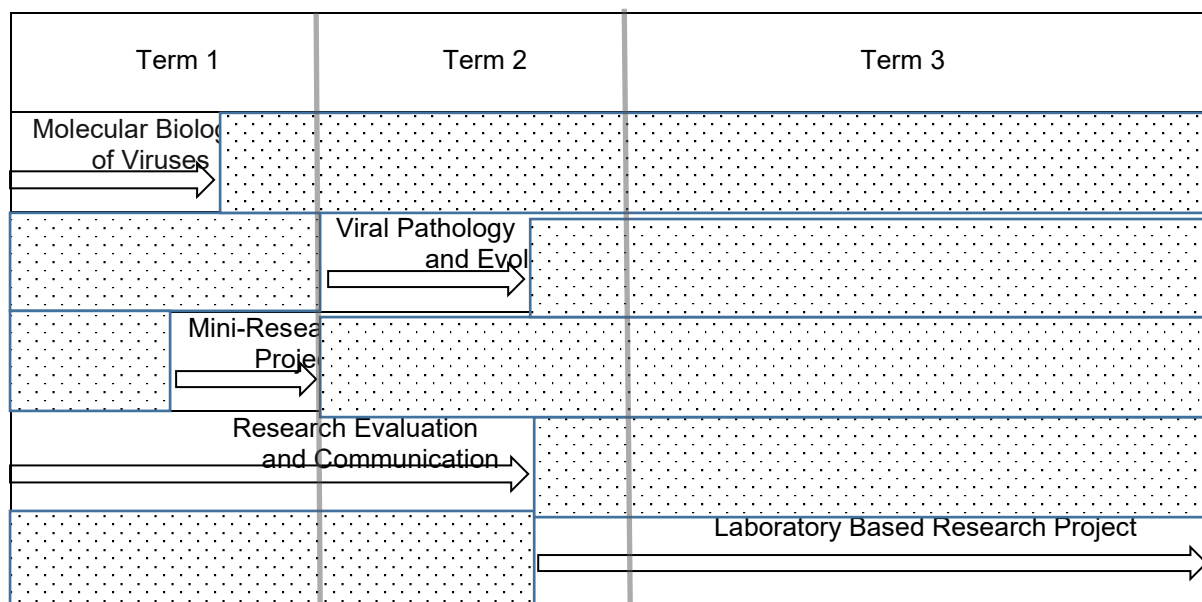 Term 1
Term 2
Term 3
Molecular Biolog
of Viruses
Viral Pathology
and Evol
Mini-Resea
Projec
Research Evaluation
and Communication
Laboratory Based Research Project